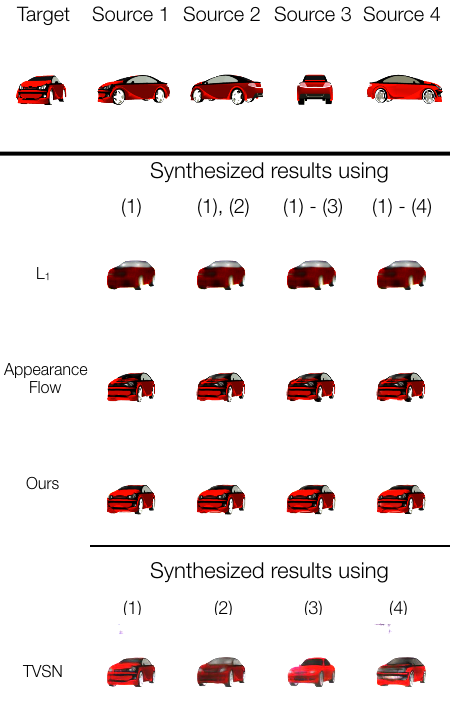 Target Source 1 Source 2 Source 3 Source 4
Synthesized results using
(1) (1), (2) (1) - (3) (1) - (4)
L₁
Appearance
Flow
Ours
Synthesized results using
(1) (2) (3) (4)
TVSN